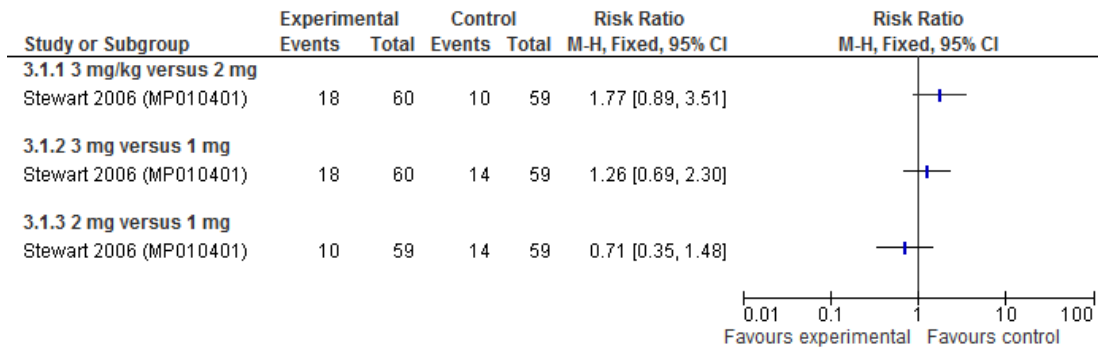 Experimental Control Risk Ratio Risk Ratio
Study or Subgroup Events Total Events Total M-H, Fixed, 95% CI M-H, Fixed, 95% CI
3.1.1 3 mg/kg versus 2 mg
Stewart 2006 (MP010401) 18 60 10 59 1.77 [0.89, 3.51]
3.1.2 3 mg versus 1 mg
Stewart 2006 (MP010401) 18 60 14 59 1.26 [0.69, 2.30]
3.1.3 2 mg versus 1 mg
Stewart 2006 (MP010401) 10 59 14 59 0.71 [0.35, 1.48]
0.01 0.1 1 10 100
Favours experimental Favours control